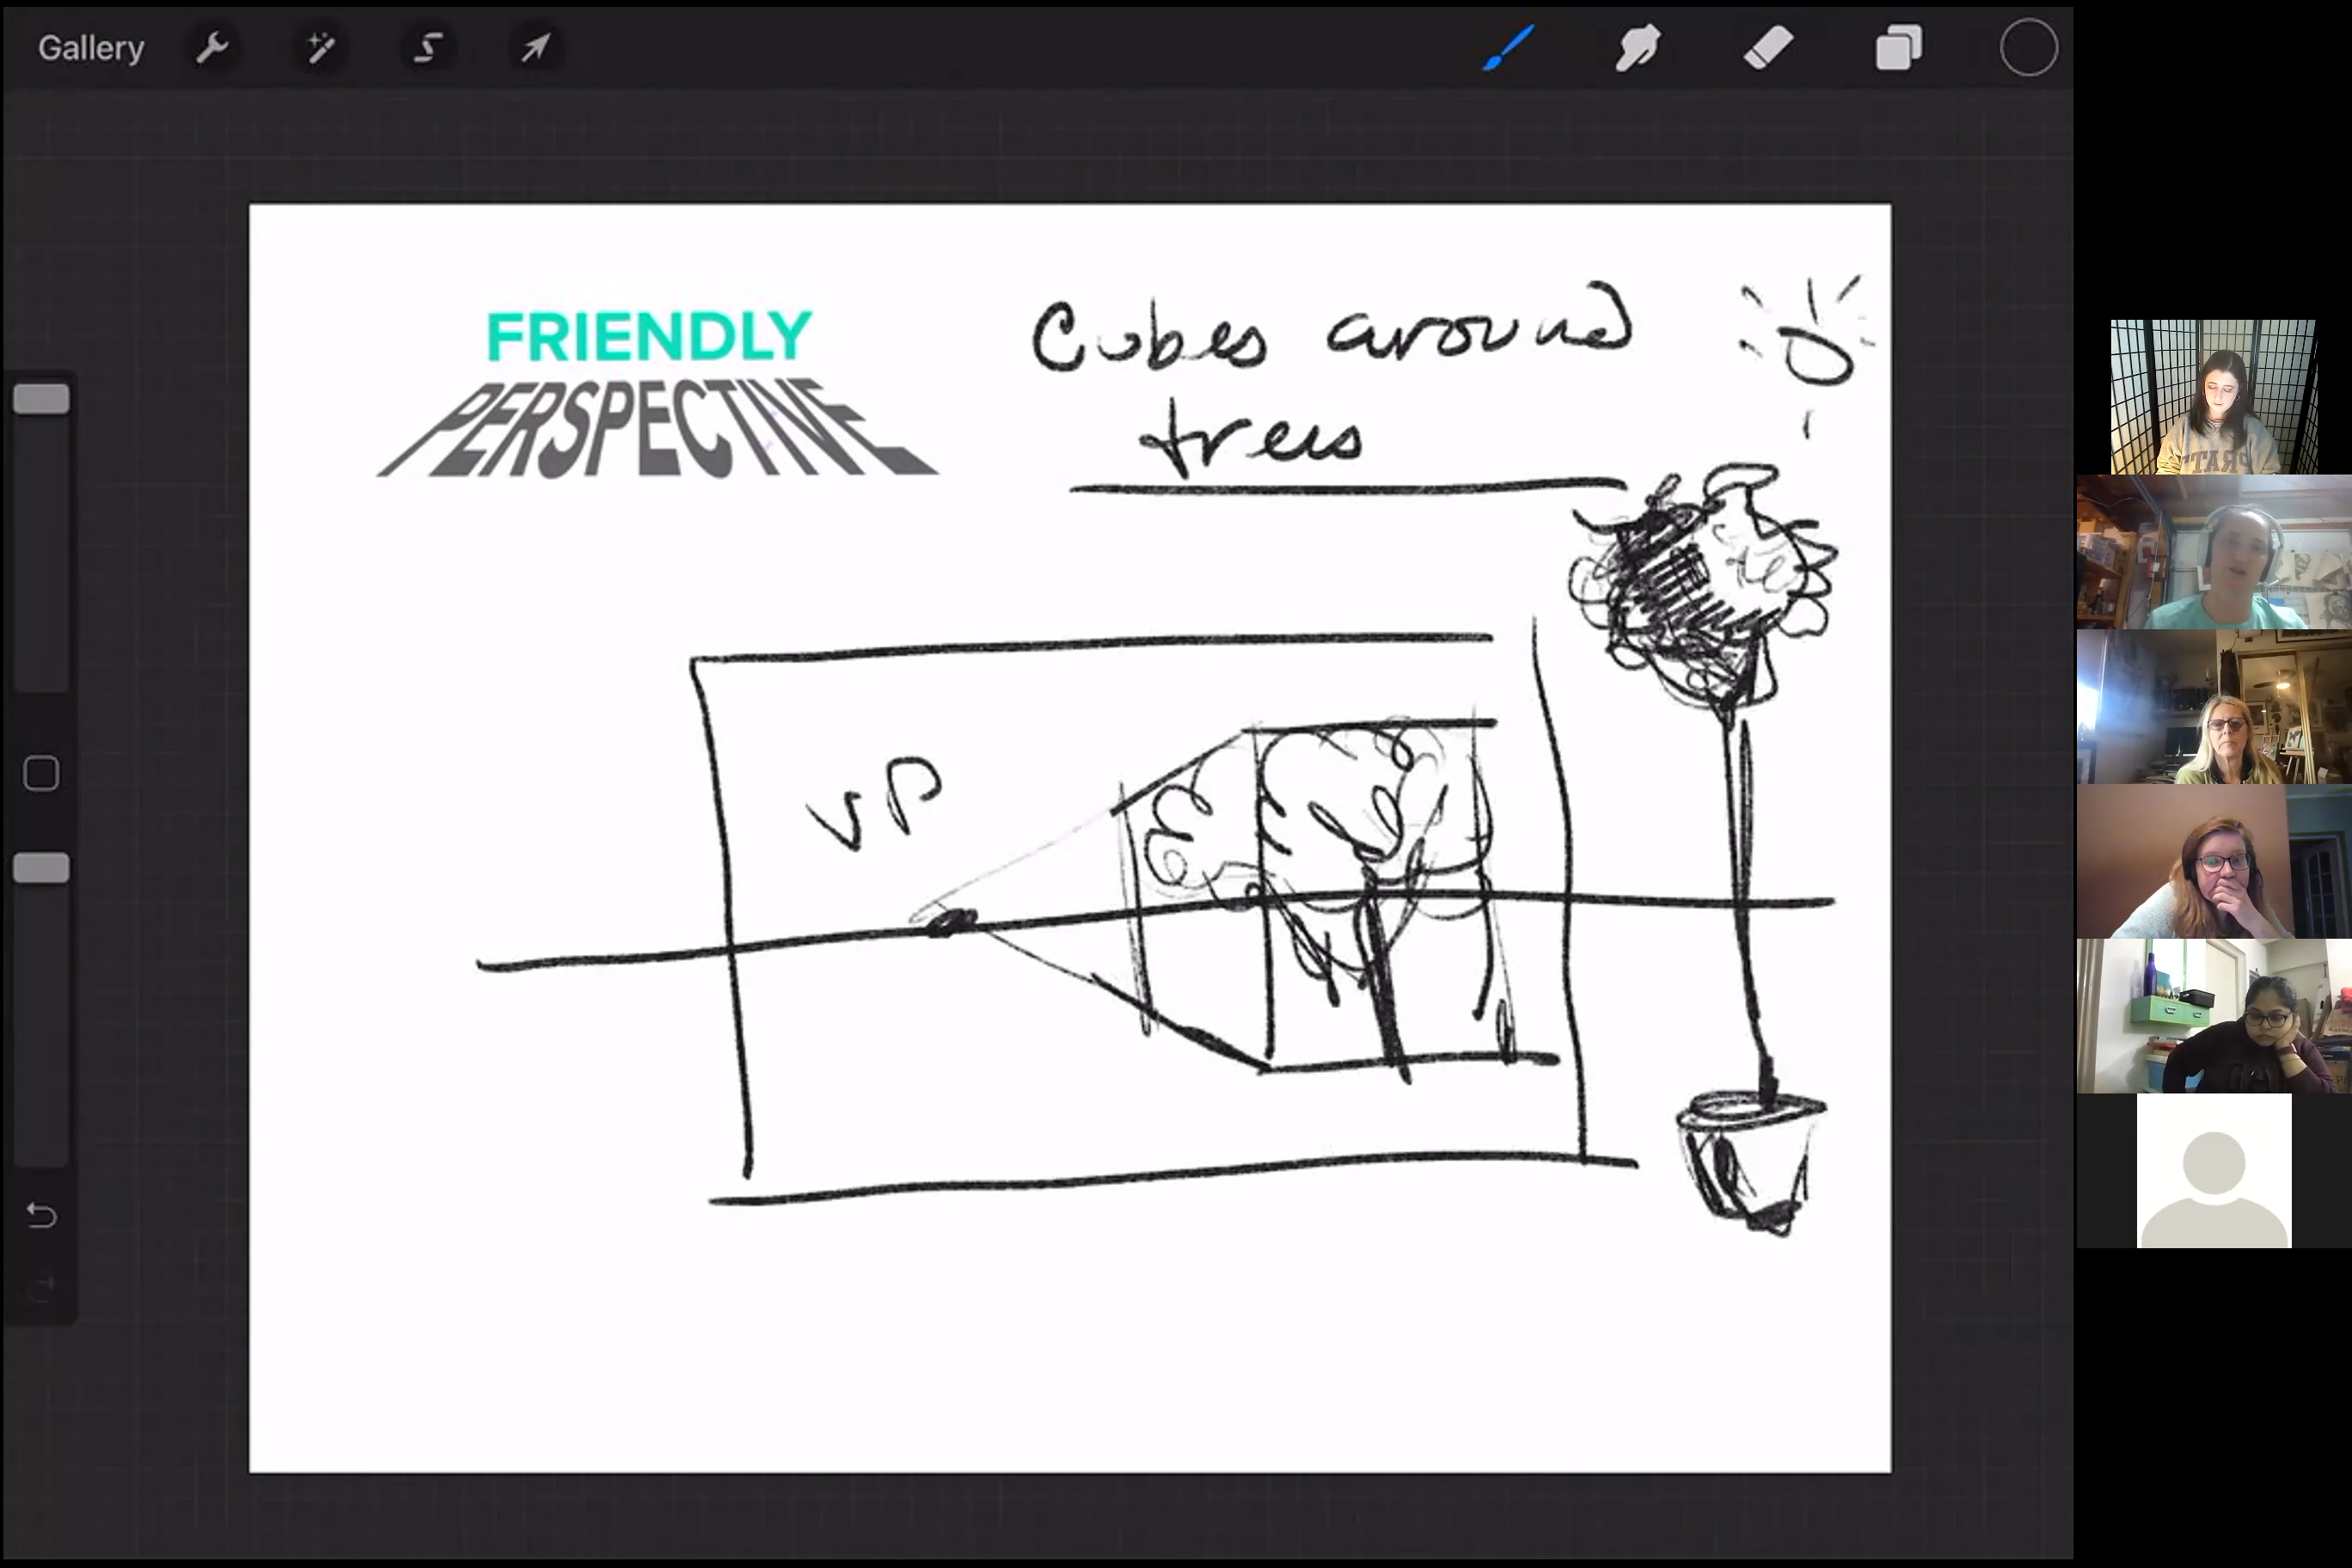 Gallery
FRIENDLY
PERSPECTIVE
Cubes around
trees
VP